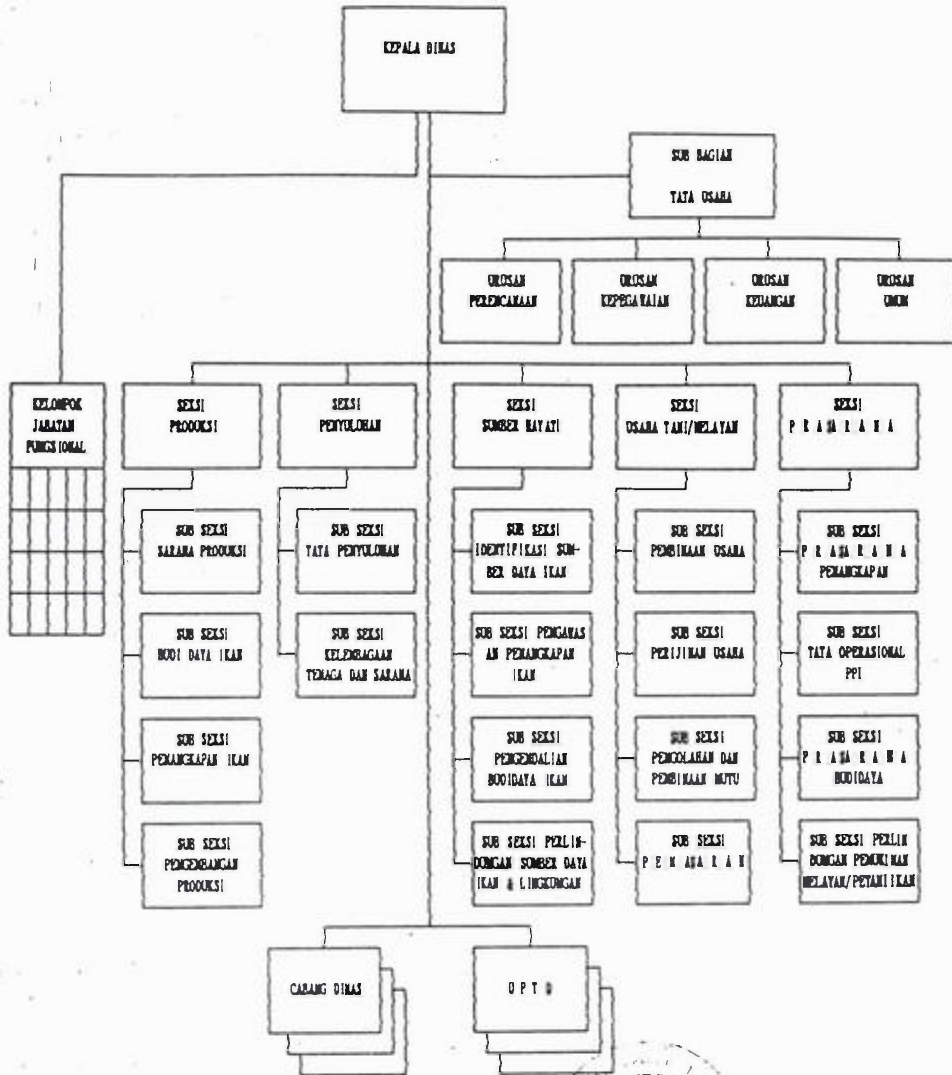 KEPALA DINAS
SUB BAGIAN
TATA USAHA
URUSAN
PERENCANAAN
URUSAN
KEPEGAWAIAN
URUSAN
KEUANGAN
URUSAN
UMUM
KELOMPOK
JABATAN
FUNGSIONAL
SEKSI
PRODUKSI
SEKSI
PENYULUHAN
SEKSI
SUMBER HAYATI
SEKSI
USAHA TANI/NELAYAN
SEKSI
P R A S A R A N A
SUB SEKSI
SARANA PRODUKSI
SUB SEKSI
BUDI DAYA IKAN
SUB SEKSI
PENANGKAPAN IKAN
SUB SEKSI
PENGEMBANGAN
PRODUKSI
SUB SEKSI
TATA PENYULUHAN
SUB SEKSI
KELEMBAGAAN
TENAGA DAN SARANA
SUB SEKSI
IDENTIFIKASI SUM-
BER DAYA IKAN
SUB SEKSI PENGAWAS
AN PENANGKAPAN
IKAN
SUB SEKSI
PENGENDALIAN
BUDIDAYA IKAN
SUB SEKSI PERLIN-
DUNGAN SUMBER DAYA
IKAN & LINGKUNGAN
SUB SEKSI
PEMBINAAN USAHA
SUB SEKSI
PERIJINAN USAHA
SUB SEKSI
PENGOLAHAN DAN
PEMBINAAN MUTU
SUB SEKSI
P E M A S A R A N
SUB SEKSI
P R A S A R A N A
PENANGKAPAN
SUB SEKSI
TATA OPERASIONAL
PPI
SUB SEKSI
P R A S A R A N A
BUDIDAYA
SUB SEKSI PERLIN
DUNGAN PEMUKIMAN
NELAYAN/PETANI IKAN
CABANG DINAS
U P T D